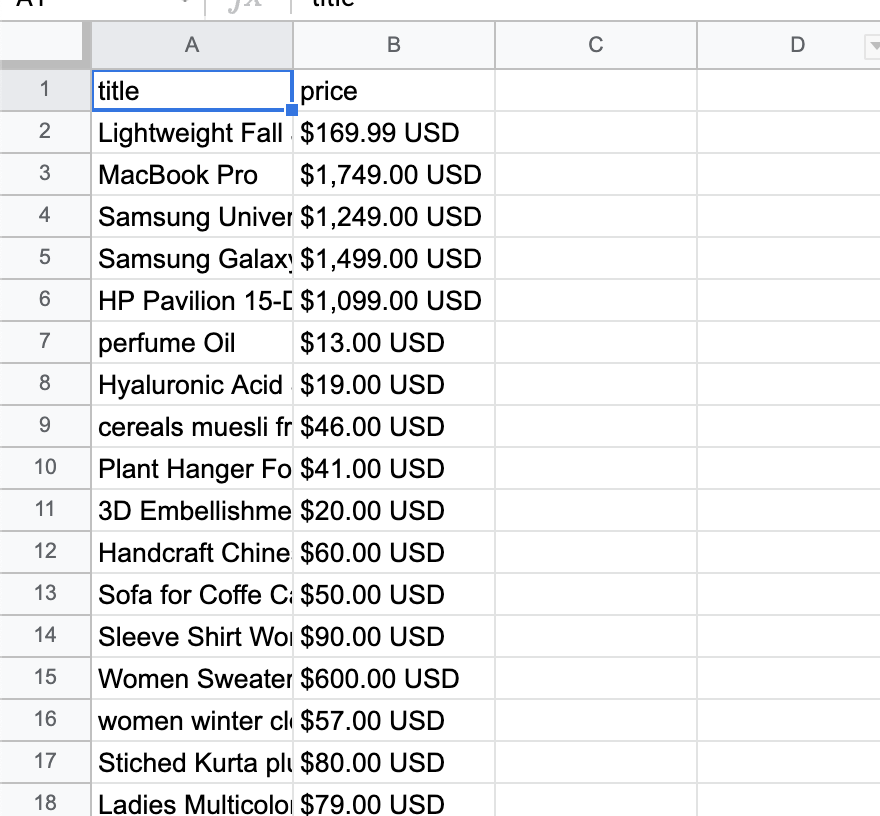 A1 fx title
A B C D
1 title price
2 Lightweight Fall $169.99 USD
3 MacBook Pro $1,749.00 USD
4 Samsung Univer $1,249.00 USD
5 Samsung Galaxy $1,499.00 USD
6 HP Pavilion 15-D $1,099.00 USD
7 perfume Oil $13.00 USD
8 Hyaluronic Acid $19.00 USD
9 cereals muesli fr $46.00 USD
10 Plant Hanger Fo $41.00 USD
11 3D Embellishme $20.00 USD
12 Handcraft Chine $60.00 USD
13 Sofa for Coffe Ca $50.00 USD
14 Sleeve Shirt Wo $90.00 USD
15 Women Sweater $600.00 USD
16 women winter cl $57.00 USD
17 Stiched Kurta plu $80.00 USD
18 Ladies Multicolo $79.00 USD